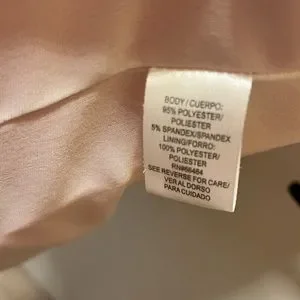 BODY/CUERPO:
95% POLYESTER/
POLIESTER
5% SPANDEX/SPANDEX
LINING/FORRO:
100% POLYESTER/
POLIESTER
RN#66464
SEE REVERSE FOR CARE/
VER AL DORSO
PARA CUIDADO